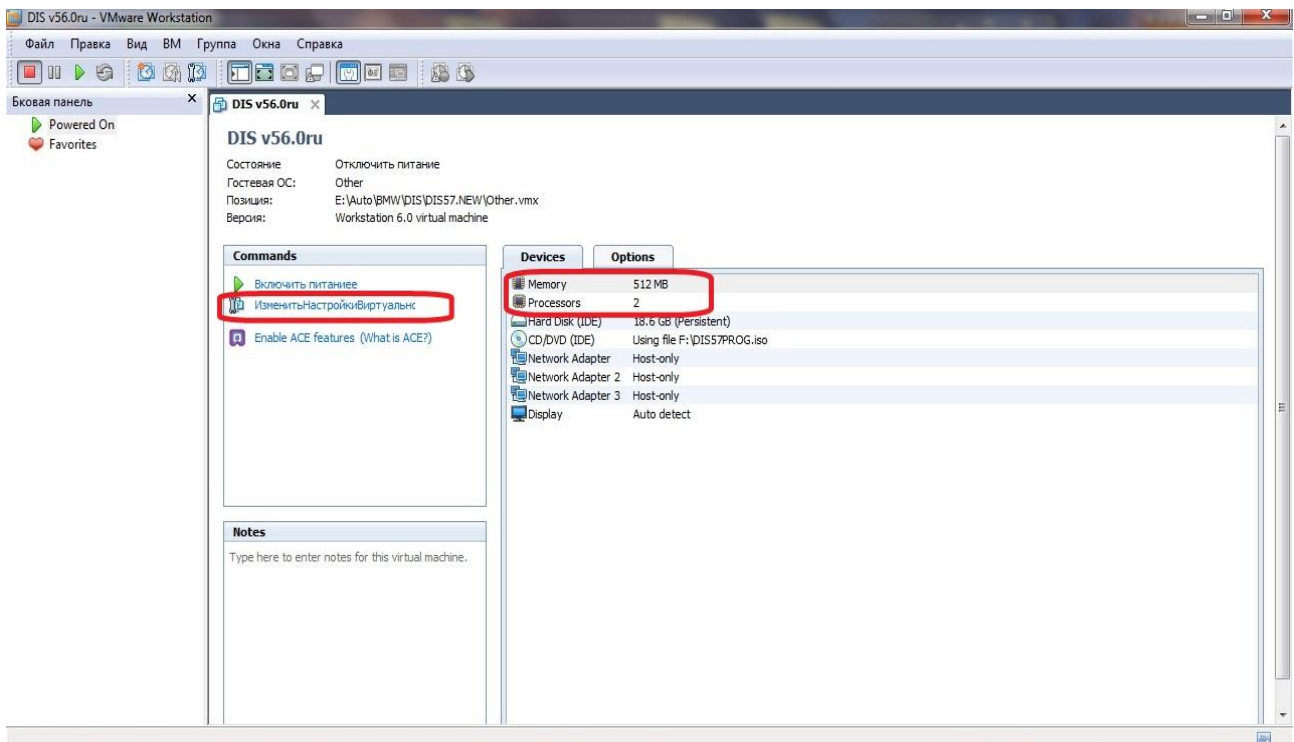 DIS v56.0ru - VMware Workstation
Файл Правка Вид ВМ Группа Окна Справка
Бковая панель
Powered On
Favorites
DIS v56.0ru
DIS v56.0ru
Состояние Отключить питание
Гостевая ОС: Other
Позиция: E:\Auto\BMW\DIS\DIS57.NEW\Other.vmx
Версия: Workstation 6.0 virtual machine
Commands
Включить питаниее
ИзменитьНастройкиВиртуальнс
Enable ACE features (What is ACE?)
Notes
Type here to enter notes for this virtual machine.
Devices Options
Memory 512 MB
Processors 2
Hard Disk (IDE) 18.6 GB (Persistent)
CD/DVD (IDE) Using file F:\DIS57PROG.iso
Network Adapter Host-only
Network Adapter 2 Host-only
Network Adapter 3 Host-only
Display Auto detect